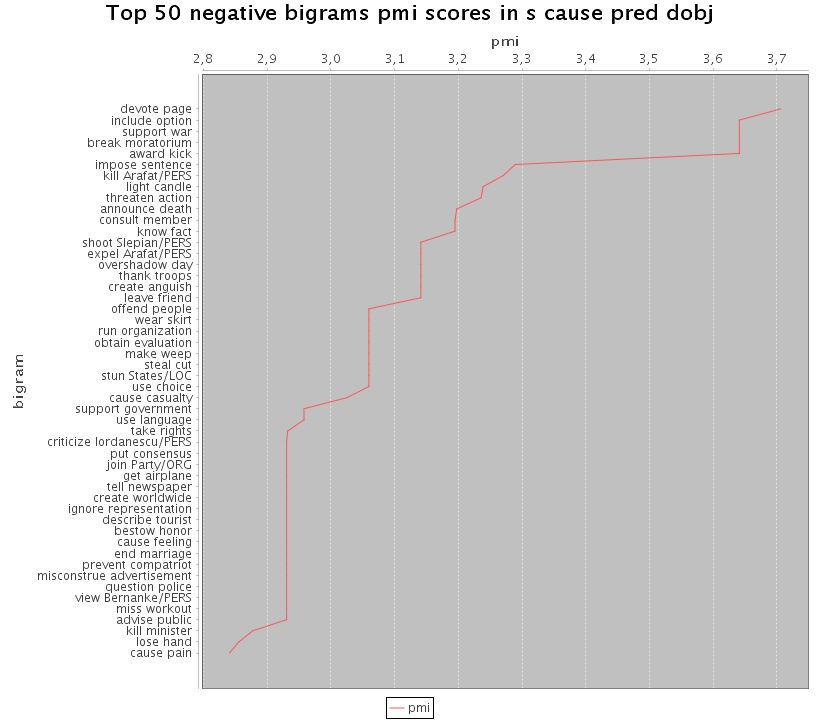 Top 50 negative bigrams pmi scores in s cause pred dobj
pmi
2,8 2,9 3,0 3,1 3,2 3,3 3,4 3,5 3,6 3,7
bigram
devote page
include option
support war
break moratorium
award kick
impose sentence
kill Arafat/PERS
light candle
threaten action
announce death
consult member
know fact
shoot Slepian/PERS
expel Arafat/PERS
overshadow day
thank troops
create anguish
leave friend
offend people
wear skirt
run organization
obtain evaluation
make weep
steal cut
stun States/LOC
use choice
cause casualty
support government
use language
take rights
criticize Iordanescu/PERS
put consensus
join Party/ORG
get airplane
tell newspaper
create worldwide
ignore representation
describe tourist
bestow honor
cause feeling
end marriage
prevent compatriot
misconstrue advertisement
question police
view Bernanke/PERS
miss workout
advise public
kill minister
lose hand
cause pain
pmi